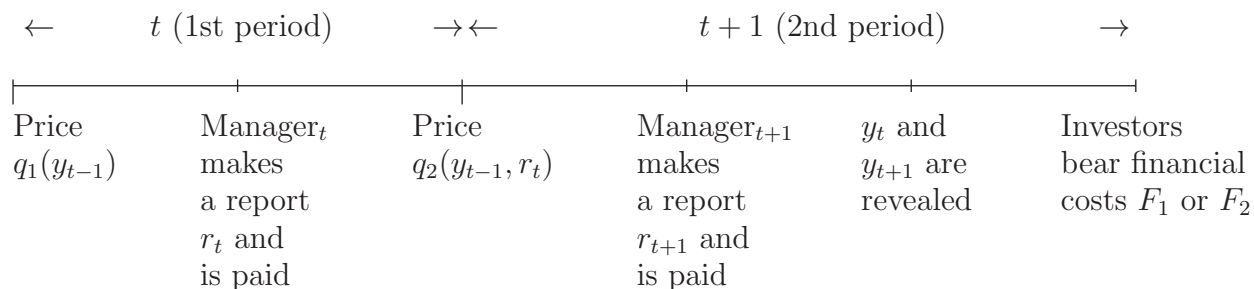 ← t (1st period) →← t + 1 (2nd period) →
Price Manager_t Price Manager_{t+1} y_t and Investors
q_1(y_{t−1}) makes q_2(y_{t−1}, r_t) makes y_{t+1} are bear financial
a report a report revealed costs F_1 or F_2
r_t and r_{t+1} and
is paid is paid